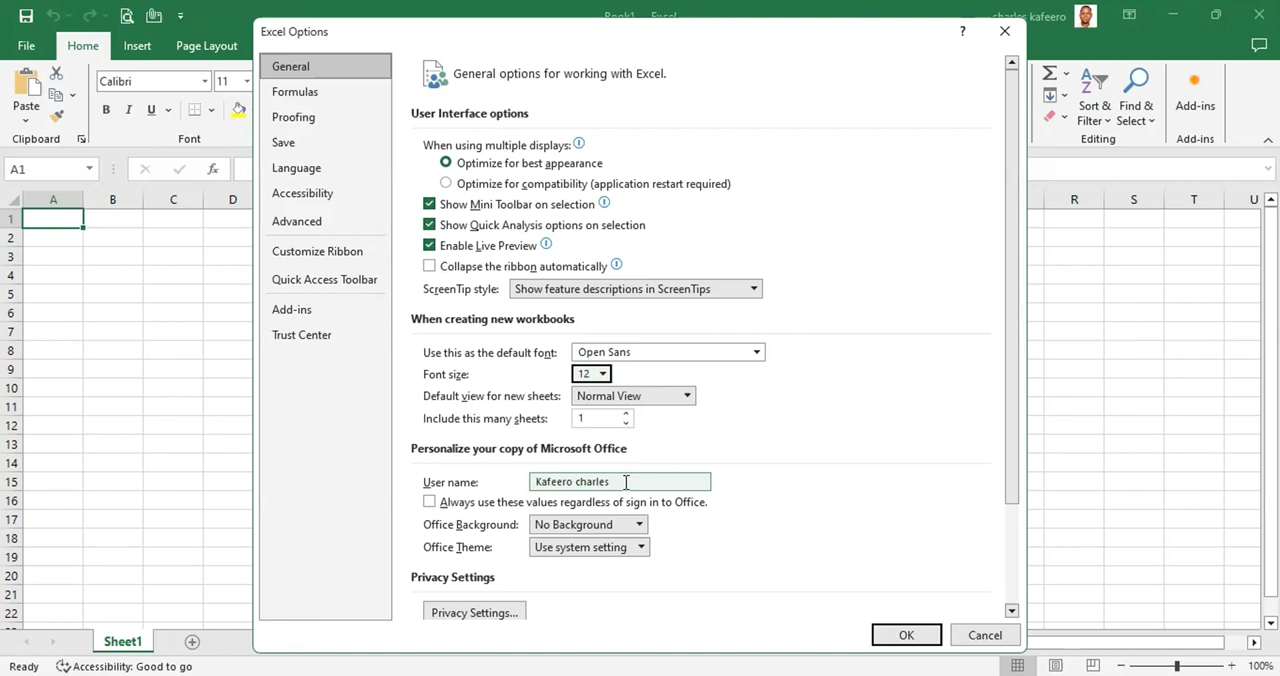 Book1 - Excel
charles kafeero
File
Home
Insert
Page Layout
Calibri
11
Paste
B I U
Clipboard
Font
Sort & Filter
Find & Select
Editing
Add-ins
Add-ins
A1
fx
A B C D R S T U
1
2
3
4
5
6
7
8
9
10
11
12
13
14
15
16
17
18
19
20
21
22
Excel Options
?
General
Formulas
Proofing
Save
Language
Accessibility
Advanced
Customize Ribbon
Quick Access Toolbar
Add-ins
Trust Center
General options for working with Excel.
User Interface options
When using multiple displays:
Optimize for best appearance
Optimize for compatibility (application restart required)
Show Mini Toolbar on selection
Show Quick Analysis options on selection
Enable Live Preview
Collapse the ribbon automatically
ScreenTip style: Show feature descriptions in ScreenTips
When creating new workbooks
Use this as the default font: Open Sans
Font size: 12
Default view for new sheets: Normal View
Include this many sheets: 1
Personalize your copy of Microsoft Office
User name: Kafeero charles
Always use these values regardless of sign in to Office.
Office Background: No Background
Office Theme: Use system setting
Privacy Settings
Privacy Settings...
OK
Cancel
Sheet1
Ready
Accessibility: Good to go
100%